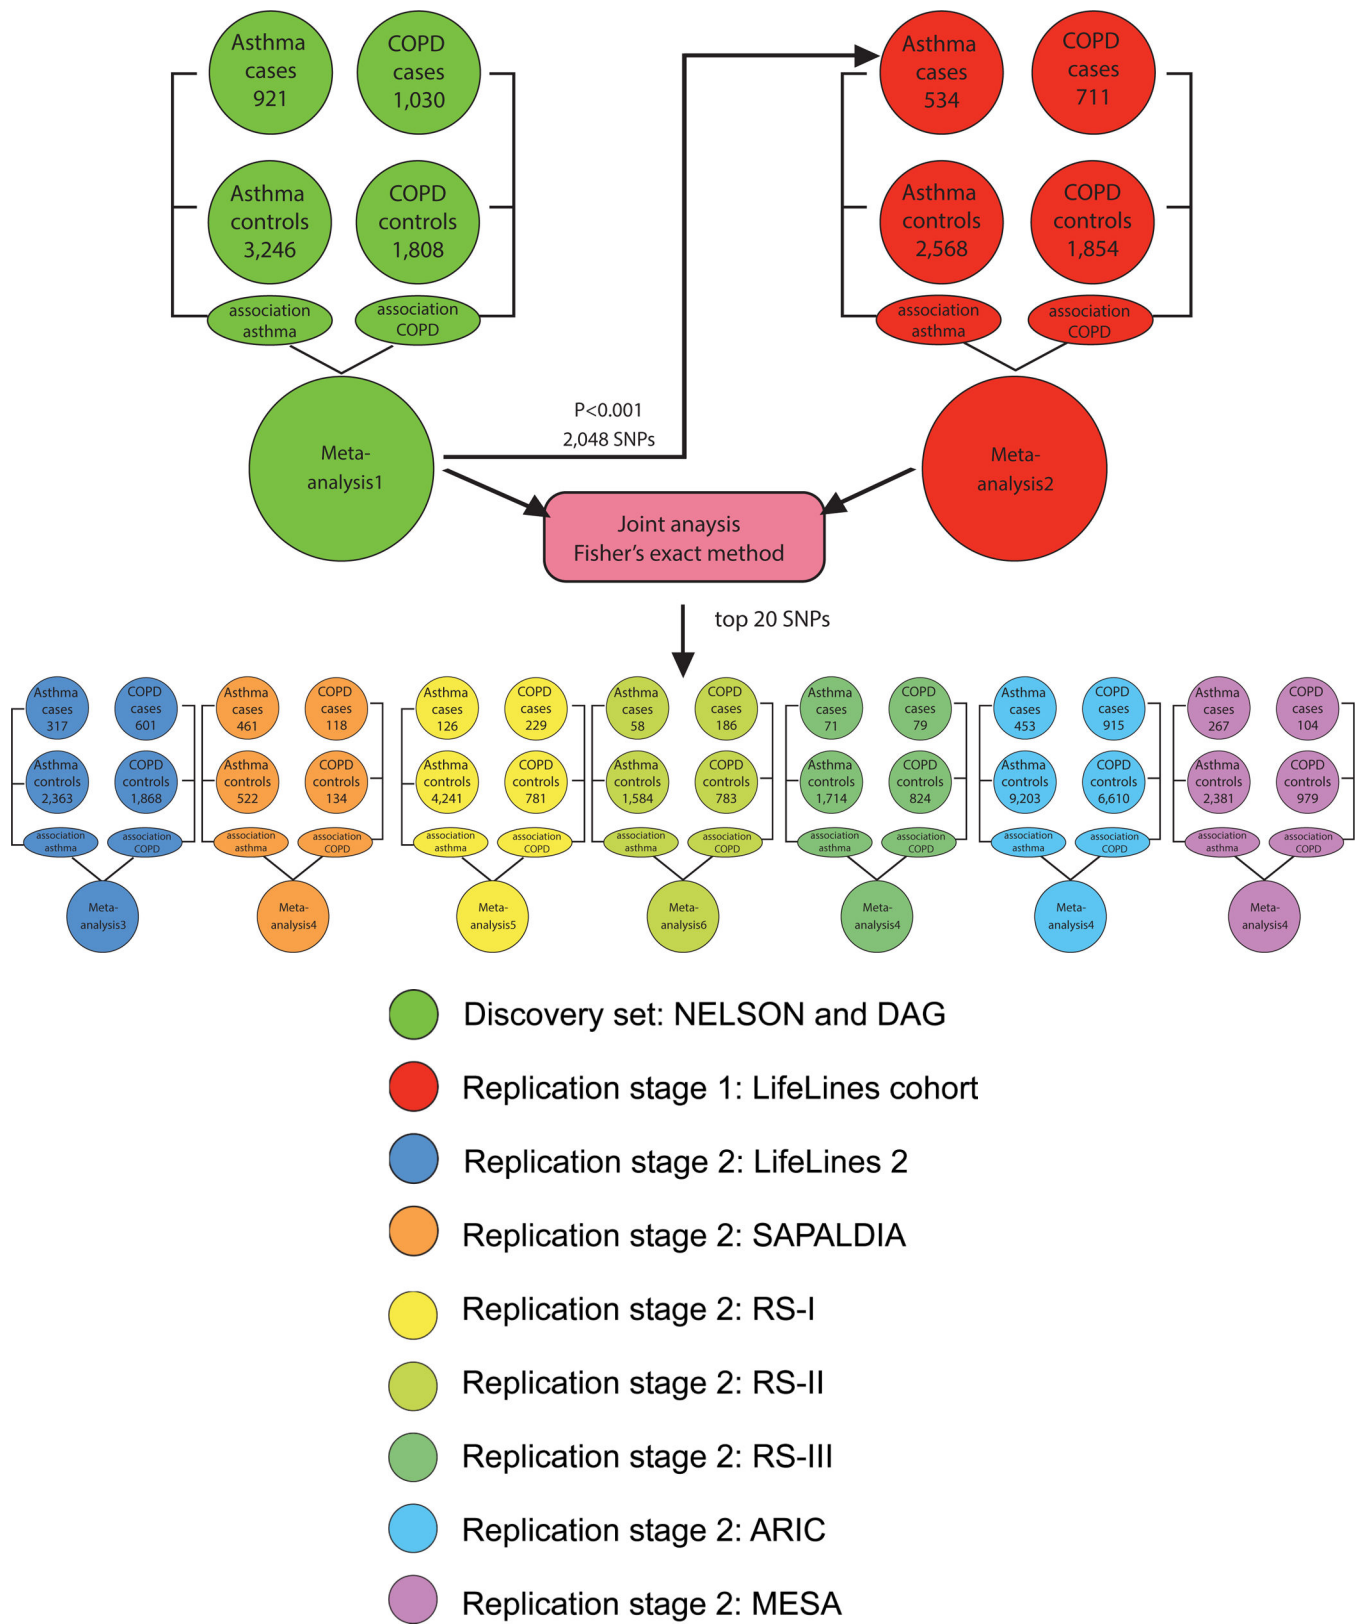 Asthma
cases
921
COPD
cases
1,030
Asthma
controls
3,246
COPD
controls
1,808
association
asthma
association
COPD
Meta-
analysis1
P<0.001
2,048 SNPs
Asthma
cases
534
COPD
cases
711
Asthma
controls
2,568
COPD
controls
1,854
association
asthma
association
COPD
Meta-
analysis2
Joint anaysis
Fisher's exact method
top 20 SNPs
Asthma
cases
317
COPD
cases
601
Asthma
controls
2,363
COPD
controls
1,868
association
asthma
association
COPD
Meta-
analysis3
Asthma
cases
461
COPD
cases
118
Asthma
controls
522
COPD
controls
134
association
asthma
association
COPD
Meta-
analysis4
Asthma
cases
126
COPD
cases
229
Asthma
controls
4,241
COPD
controls
781
association
asthma
association
COPD
Meta-
analysis5
Asthma
cases
58
COPD
cases
186
Asthma
controls
1,584
COPD
controls
783
association
asthma
association
COPD
Meta-
analysis6
Asthma
cases
71
COPD
cases
79
Asthma
controls
1,714
COPD
controls
824
association
asthma
association
COPD
Meta-
analysis4
Asthma
cases
453
COPD
cases
915
Asthma
controls
9,203
COPD
controls
6,610
association
asthma
association
COPD
Meta-
analysis4
Asthma
cases
267
COPD
cases
104
Asthma
controls
2,381
COPD
controls
979
association
asthma
association
COPD
Meta-
analysis4
Discovery set: NELSON and DAG
Replication stage 1: LifeLines cohort
Replication stage 2: LifeLines 2
Replication stage 2: SAPALDIA
Replication stage 2: RS-I
Replication stage 2: RS-II
Replication stage 2: RS-III
Replication stage 2: ARIC
Replication stage 2: MESA